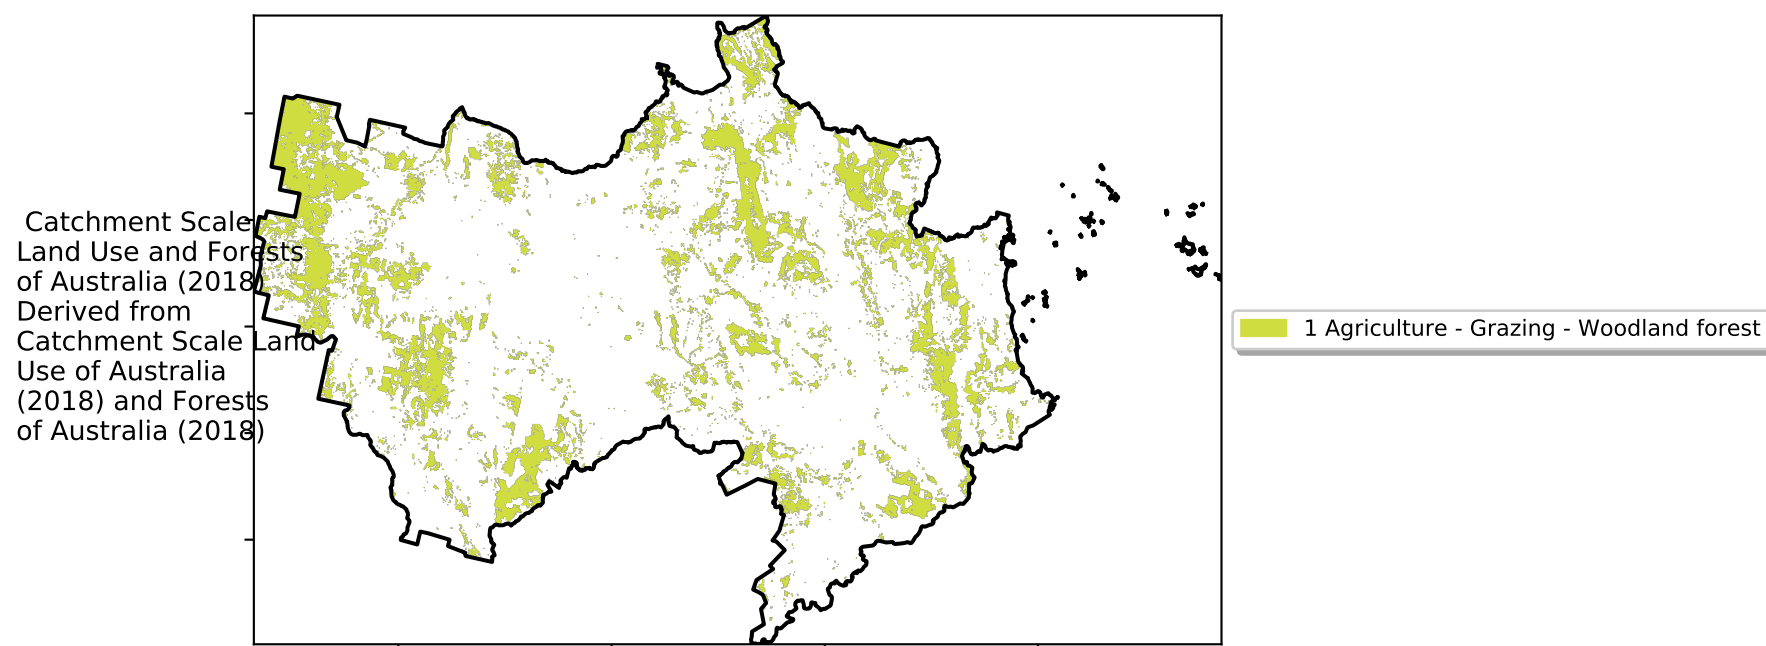 Catchment Scale
Land Use and Forests
of Australia (2018)
Derived from
Catchment Scale Land
Use of Australia
(2018) and Forests
of Australia (2018)
1 Agriculture - Grazing - Woodland forest